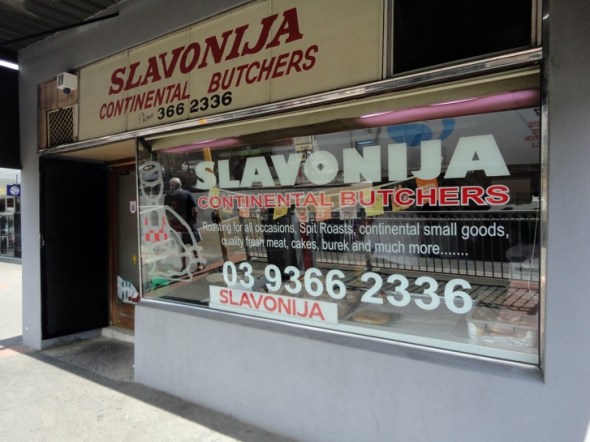 SLAVONIJA
CONTINENTAL BUTCHERS
Phone 366 2336
SLAVONIJA
CONTINENTAL BUTCHERS
Roasting for all occasions, Spit Roasts, continental small goods,
quality fresh meat, cakes, burek and much more.......
03 9366 2336
SLAVONIJA